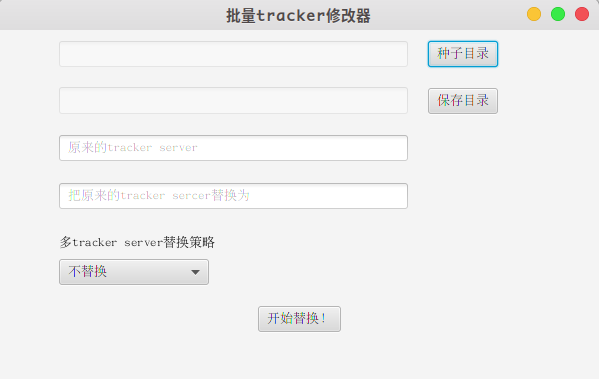 批量tracker修改器
种子目录
保存目录
原来的tracker server
把原来的tracker sercer替换为
多tracker server替换策略
不替换
开始替换!